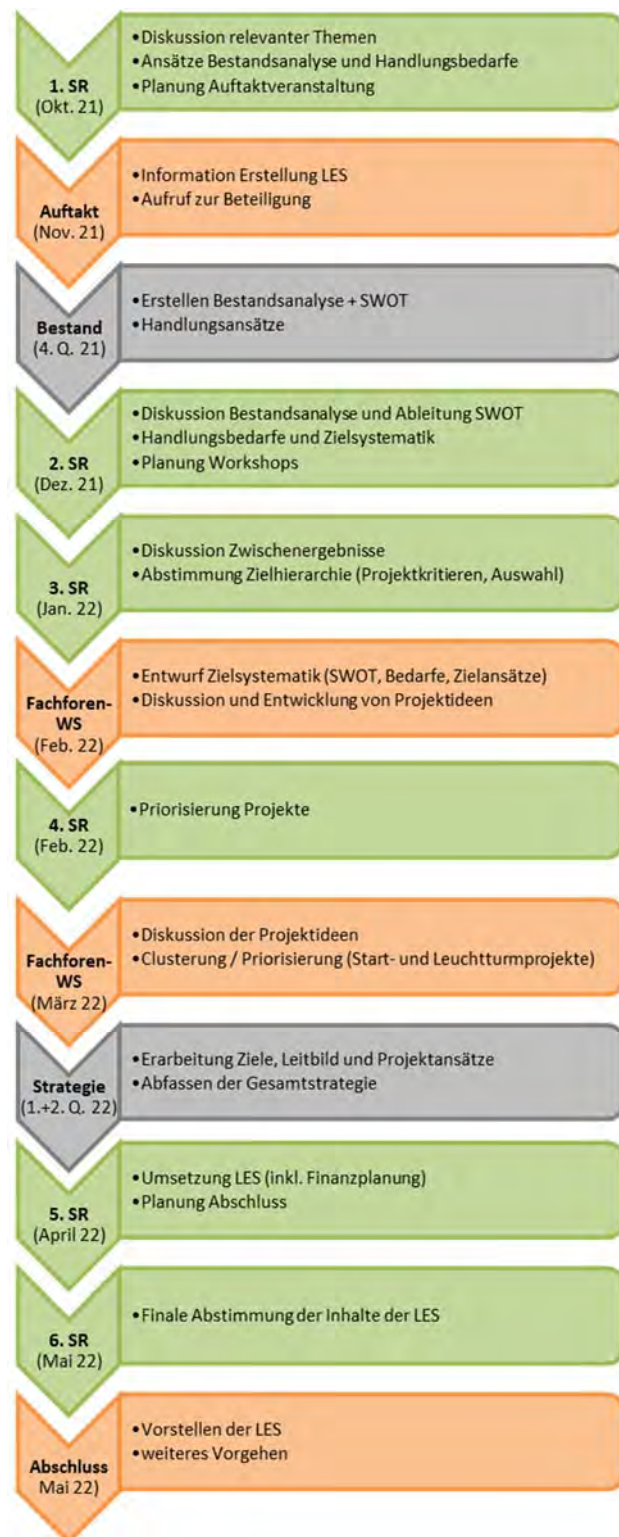 1. SR
(Okt. 21)
•Diskussion relevanter Themen
•Ansätze Bestandsanalyse und Handlungsbedarfe
•Planung Auftaktveranstaltung
Auftakt
(Nov. 21)
•Information Erstellung LES
•Aufruf zur Beteiligung
Bestand
(4. Q. 21)
•Erstellen Bestandsanalyse + SWOT
•Handlungsansätze
2. SR
(Dez. 21)
•Diskussion Bestandsanalyse und Ableitung SWOT
•Handlungsbedarfe und Zielsystematik
•Planung Workshops
3. SR
(Jan. 22)
•Diskussion Zwischenergebnisse
•Abstimmung Zielhierarchie (Projektkritieren, Auswahl)
Fachforen-
WS
(Feb. 22)
•Entwurf Zielsystematik (SWOT, Bedarfe, Zielansätze)
•Diskussion und Entwicklung von Projektideen
4. SR
(Feb. 22)
•Priorisierung Projekte
Fachforen-
WS
(März 22)
•Diskussion der Projektideen
•Clusterung / Priorisierung (Start- und Leuchtturmprojekte)
Strategie
(1.+2. Q. 22)
•Erarbeitung Ziele, Leitbild und Projektansätze
•Abfassen der Gesamtstrategie
5. SR
(April 22)
•Umsetzung LES (inkl. Finanzplanung)
•Planung Abschluss
6. SR
(Mai 22)
•Finale Abstimmung der Inhalte der LES
Abschluss
Mai 22)
•Vorstellen der LES
•weiteres Vorgehen